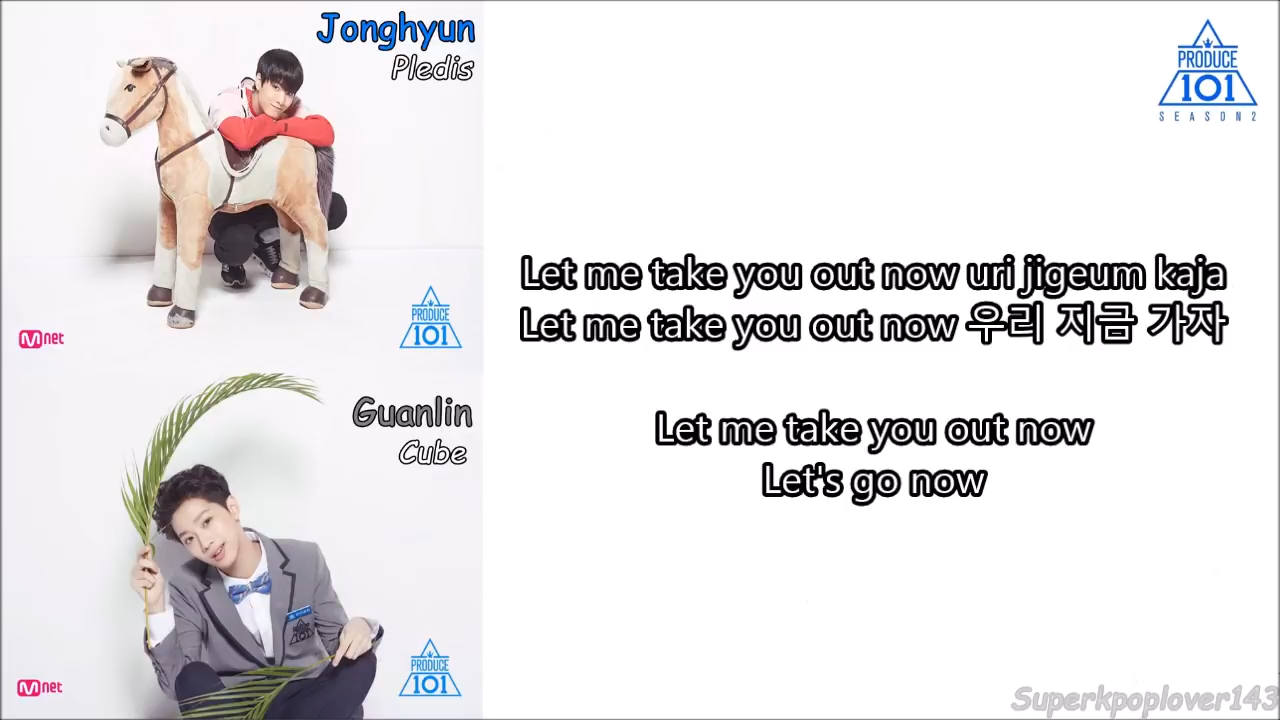 Jonghyun
Pledis
PRODUCE
101
SEASON2
Let me take you out now uri jigeum kaja
Let me take you out now 우리 지금 가자
Let me take you out now
Let's go now
PRODUCE
101
Mnet
Guanlin
Cube
PRODUCE
101
Mnet
Superkpoplover143